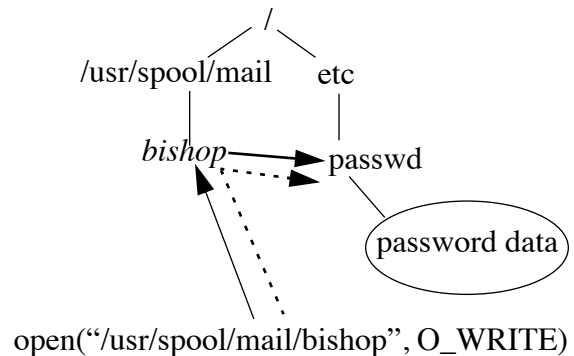 /
/usr/spool/mail etc
bishop passwd
password data
open(“/usr/spool/mail/bishop”, O_WRITE)